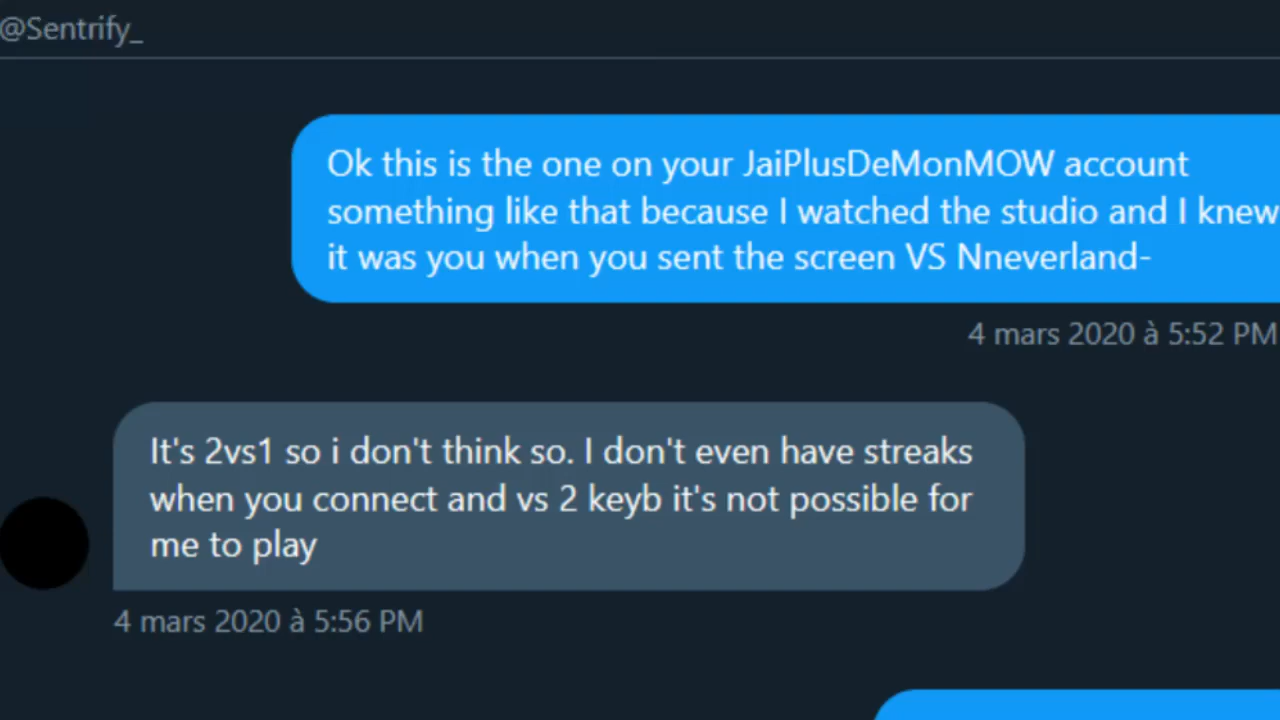 @Sentrify_
Ok this is the one on your JaiPlusDeMonMOW account
something like that because I watched the studio and I knew
it was you when you sent the screen VS Nneverland-
4 mars 2020 à 5:52 PM
It's 2vs1 so i don't think so. I don't even have streaks
when you connect and vs 2 keyb it's not possible for
me to play
4 mars 2020 à 5:56 PM